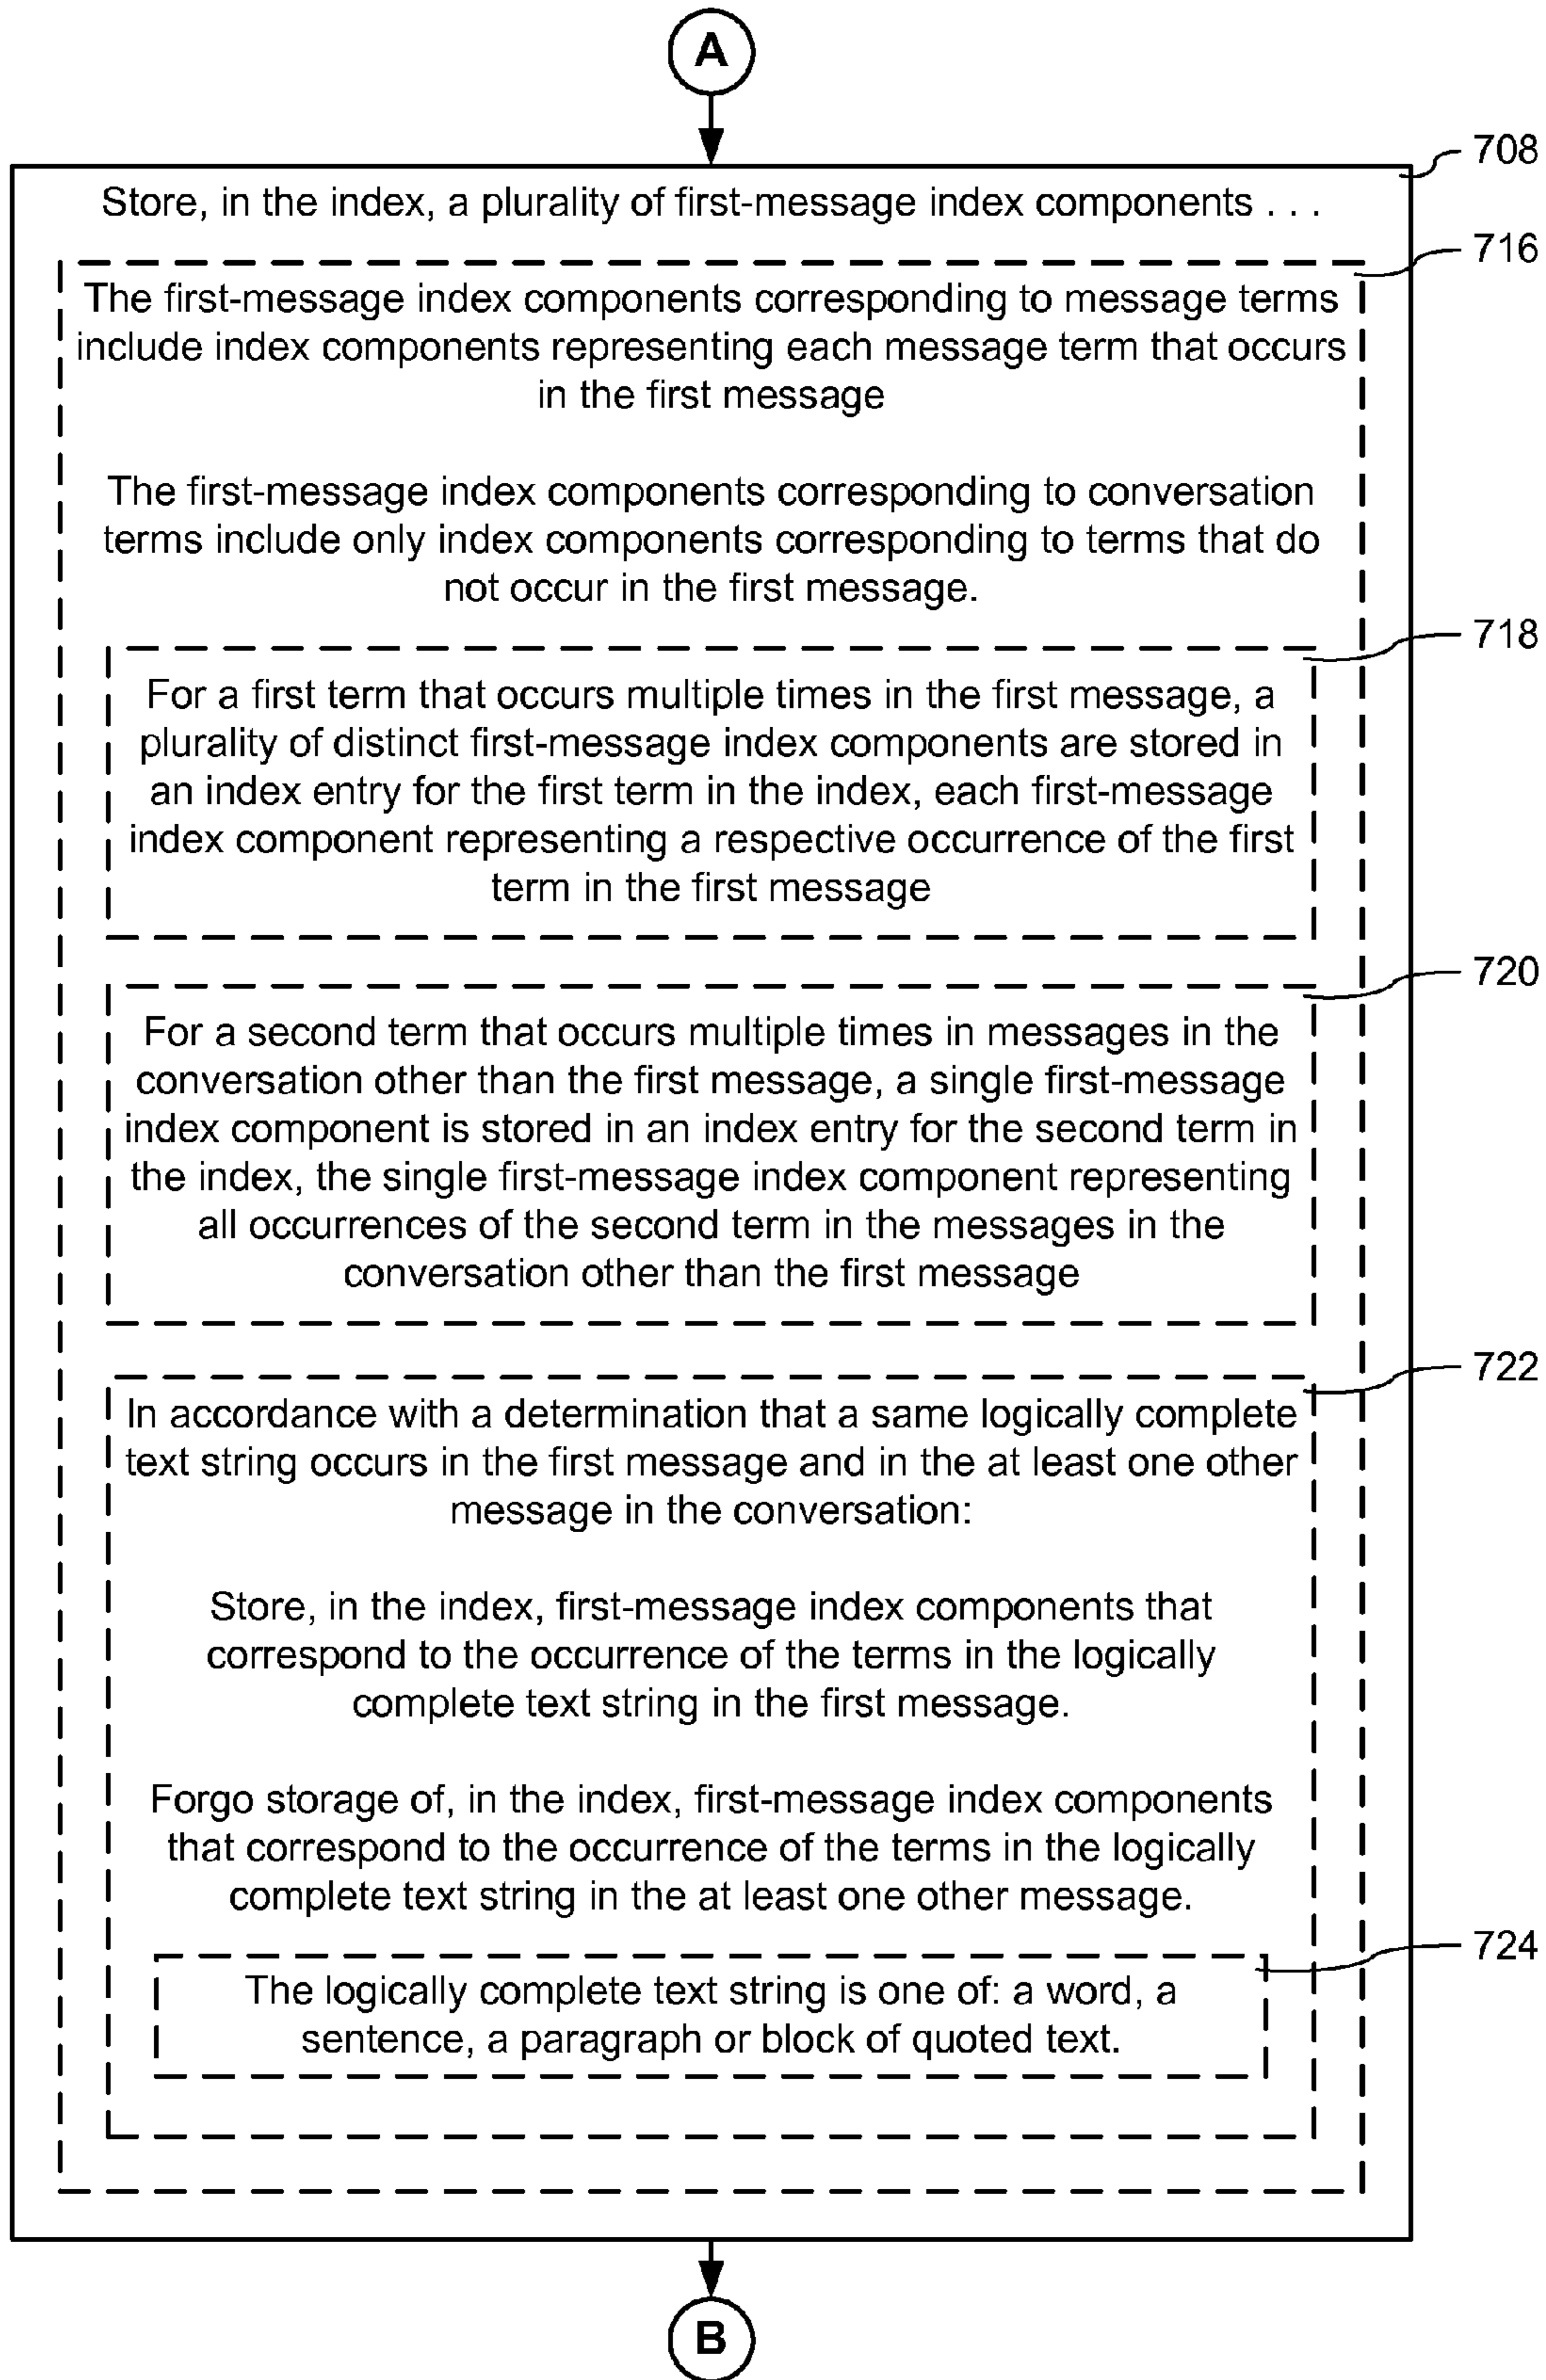 A
708
Store, in the index, a plurality of first-message index components . . .
716
The first-message index components corresponding to message terms
include index components representing each message term that occurs
in the first message
The first-message index components corresponding to conversation
terms include only index components corresponding to terms that do
not occur in the first message.
718
For a first term that occurs multiple times in the first message, a
plurality of distinct first-message index components are stored in
an index entry for the first term in the index, each first-message
index component representing a respective occurrence of the first
term in the first message
720
For a second term that occurs multiple times in messages in the
conversation other than the first message, a single first-message
index component is stored in an index entry for the second term in
the index, the single first-message index component representing
all occurrences of the second term in the messages in the
conversation other than the first message
722
In accordance with a determination that a same logically complete
text string occurs in the first message and in the at least one other
message in the conversation:
Store, in the index, first-message index components that
correspond to the occurrence of the terms in the logically
complete text string in the first message.
Forgo storage of, in the index, first-message index components
that correspond to the occurrence of the terms in the logically
complete text string in the at least one other message.
724
The logically complete text string is one of: a word, a
sentence, a paragraph or block of quoted text.
B